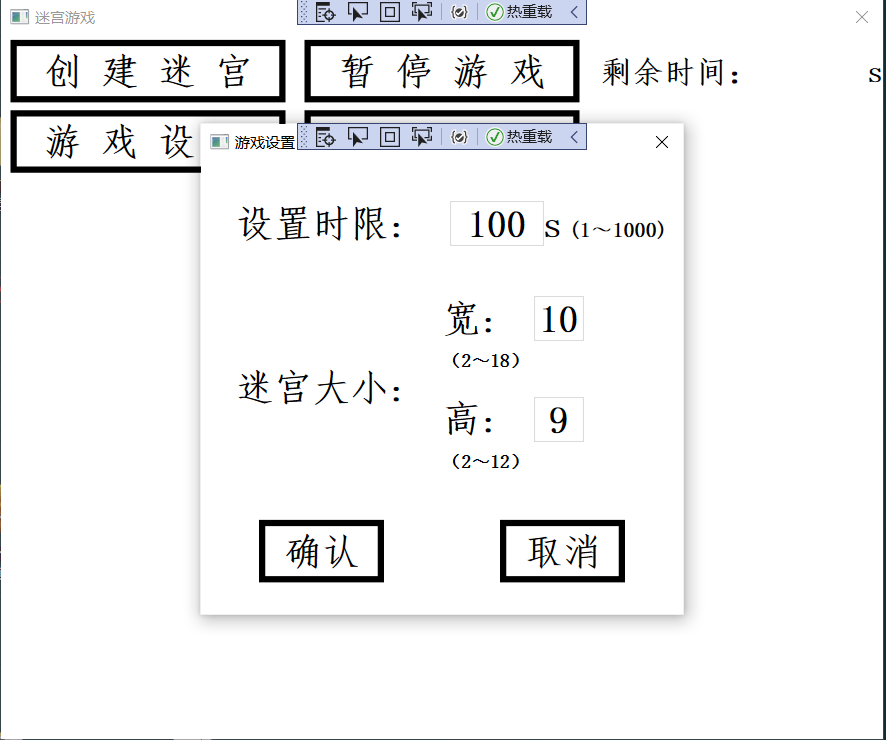 迷宫游戏
热重载
创建迷宫
暂停游戏
剩余时间： s
游戏设
游戏设置
热重载
设置时限： 100 s (1～1000)
宽： 10
（2～18）
迷宫大小：
高： 9
（2～12）
确认
取消